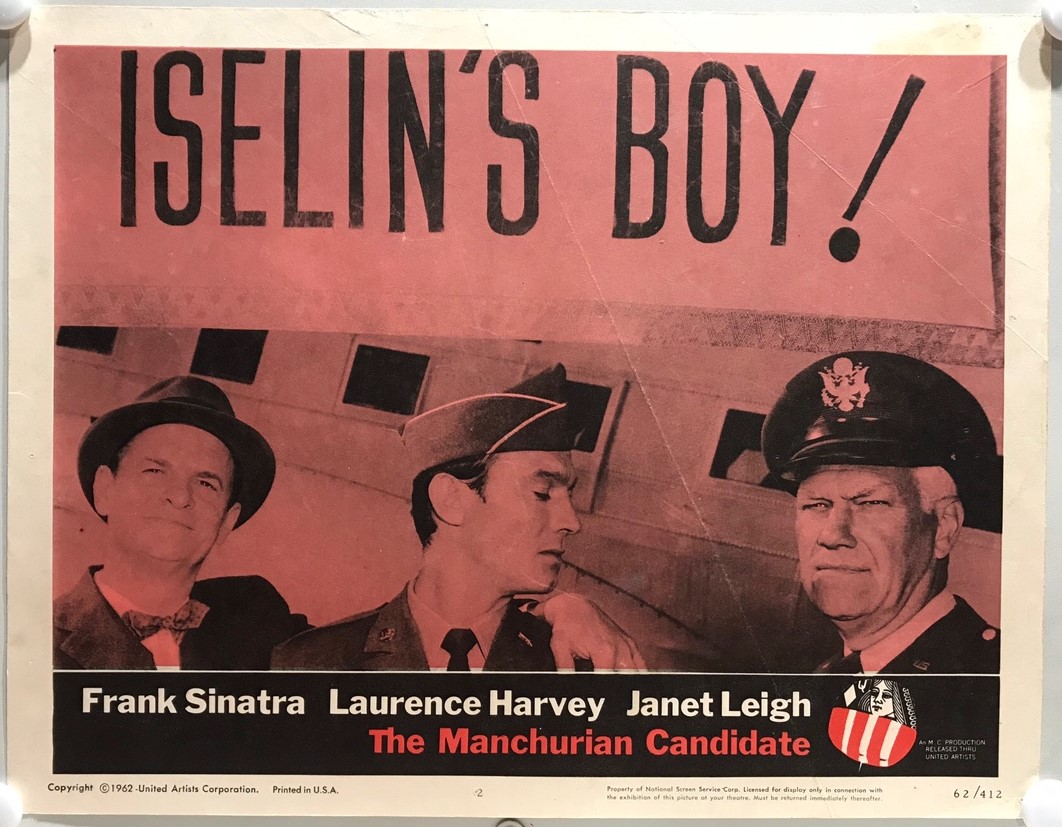 ISELIN'S BOY!
Frank Sinatra Laurence Harvey Janet Leigh
The Manchurian Candidate
An M.C. PRODUCTION
RELEASED THRU
UNITED ARTISTS
Copyright ©1962 - United Artists Corporation. Printed in U.S.A.
2
Property of National Screen Service Corp. Licensed for display only in connection with
the exhibition of this picture at your theatre. Must be returned immediately thereafter.
62/412